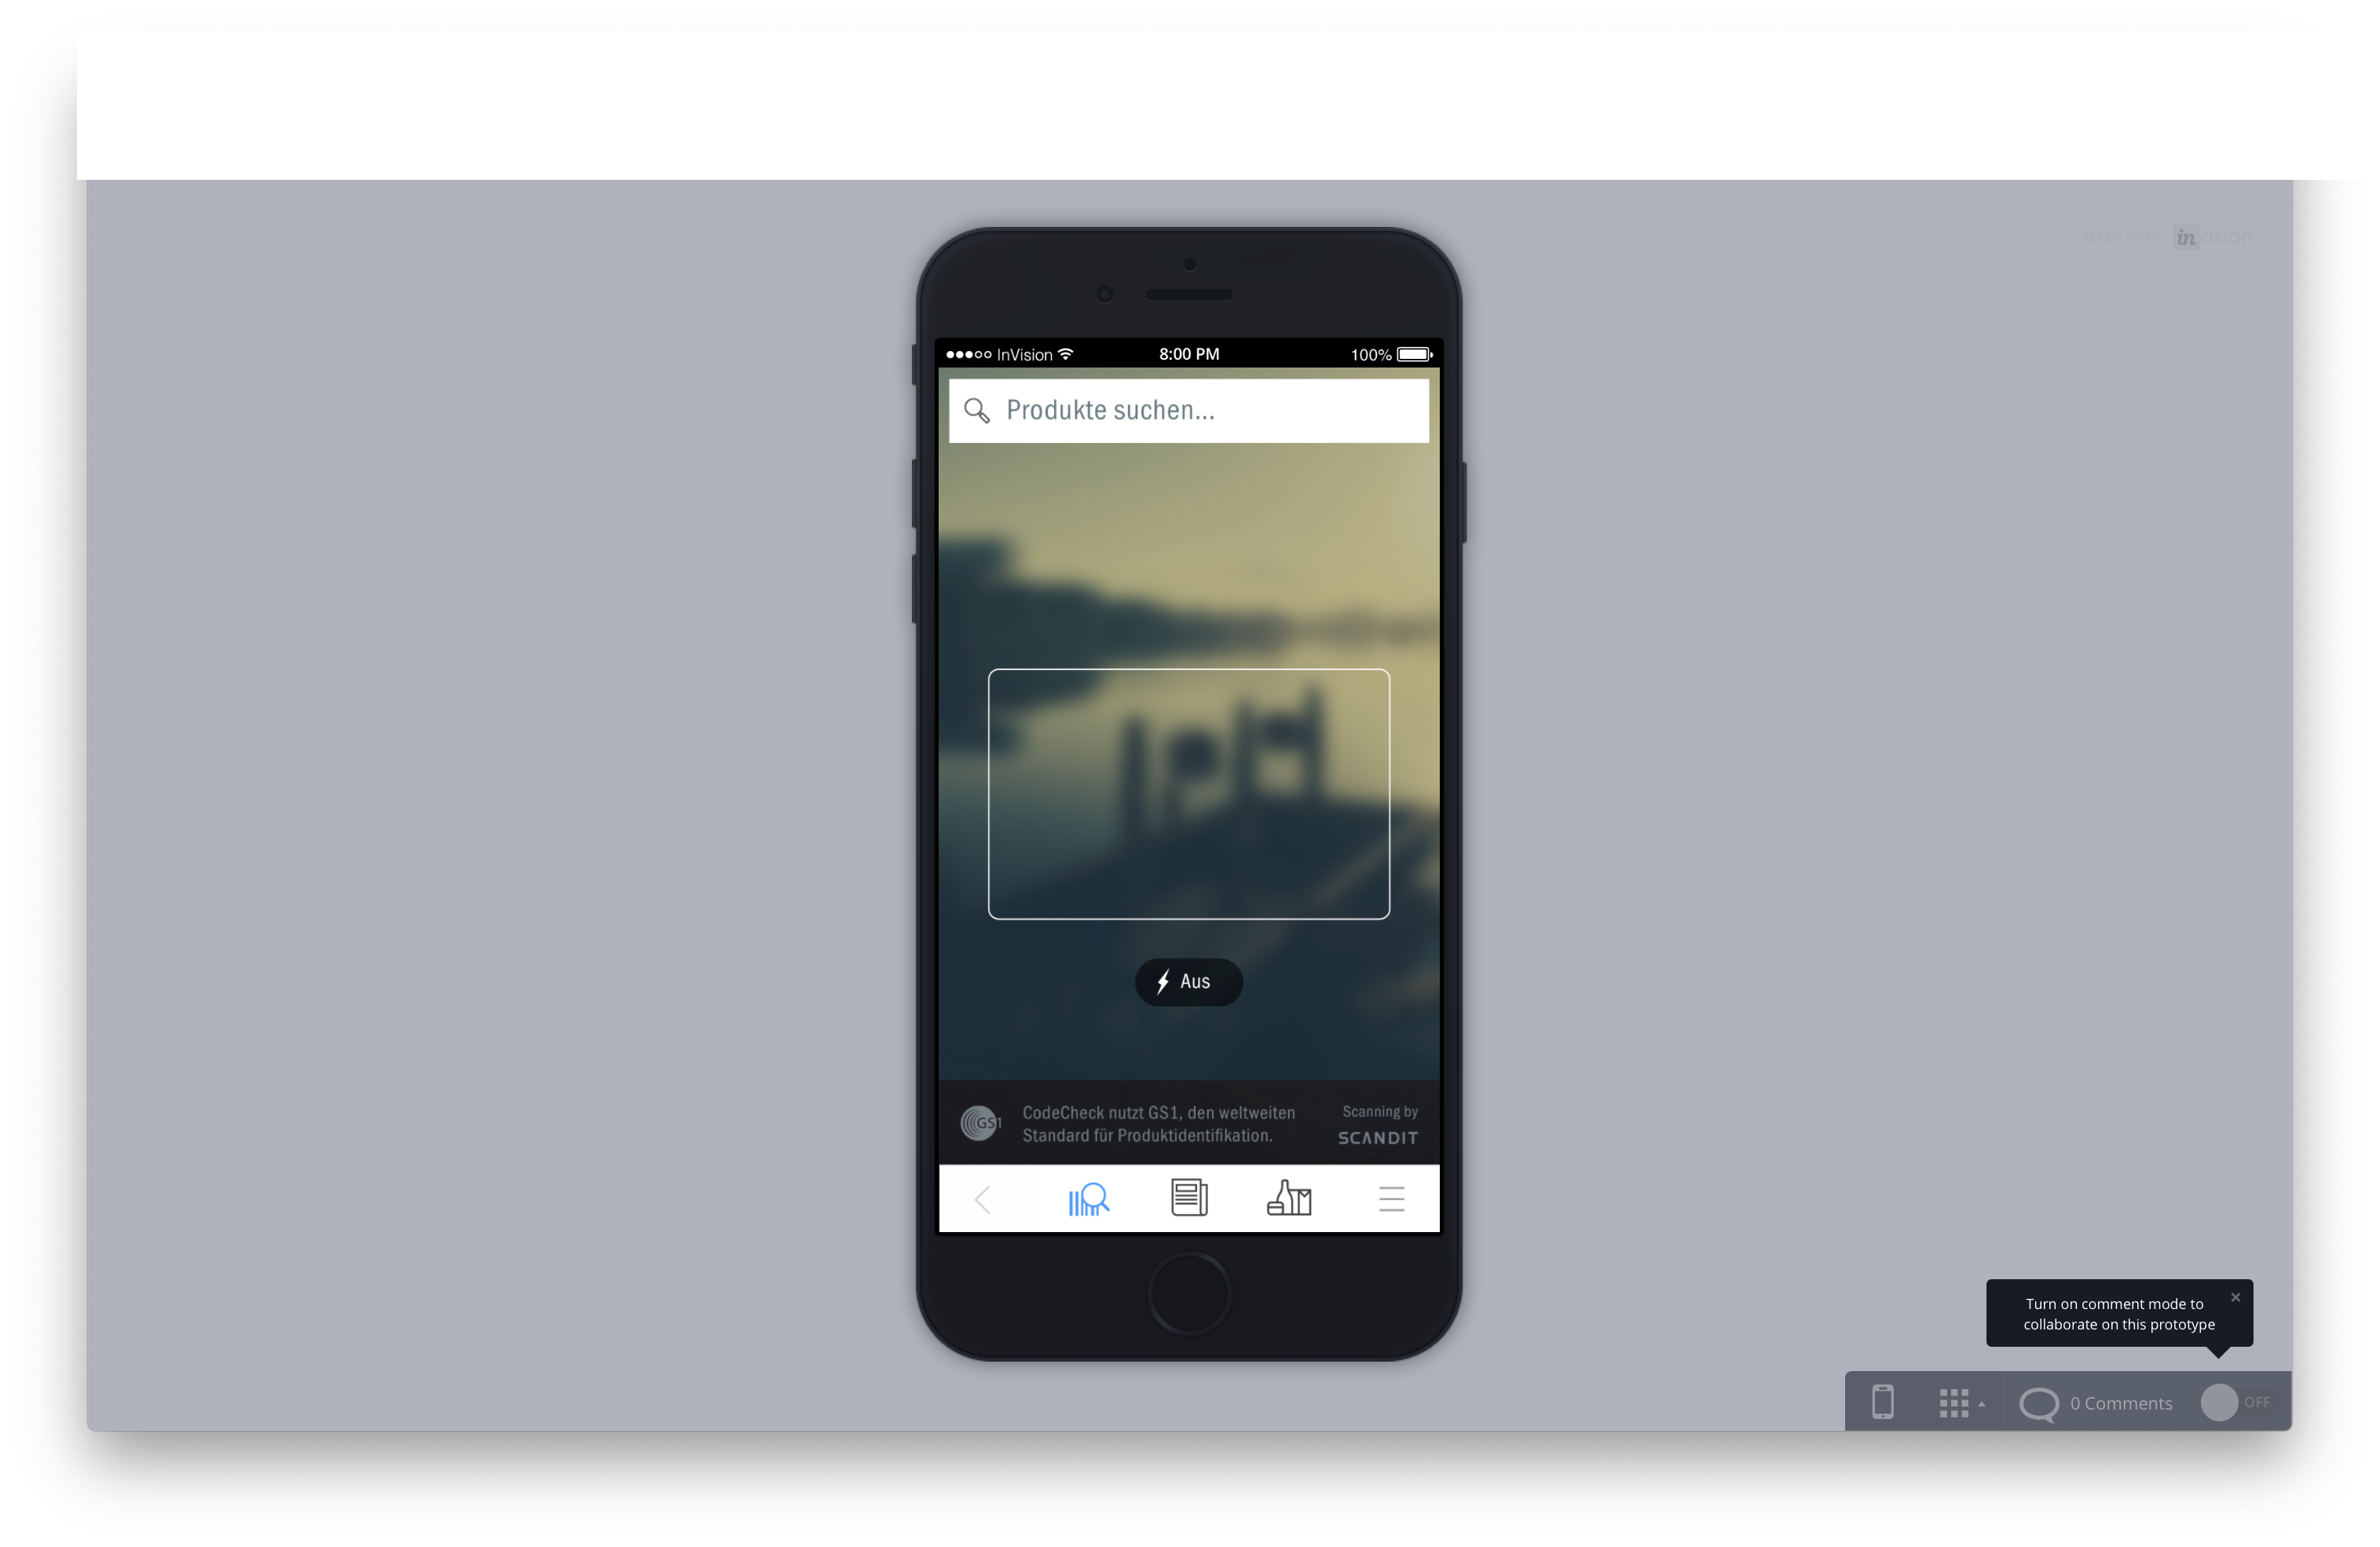 MADE WITH invision
InVision 8:00 PM 100%
Produkte suchen...
Aus
GS1
CodeCheck nutzt GS1, den weltweiten
Standard für Produktidentifikation.
Scanning by
SCANDIT
Turn on comment mode to
collaborate on this prototype
0 Comments OFF